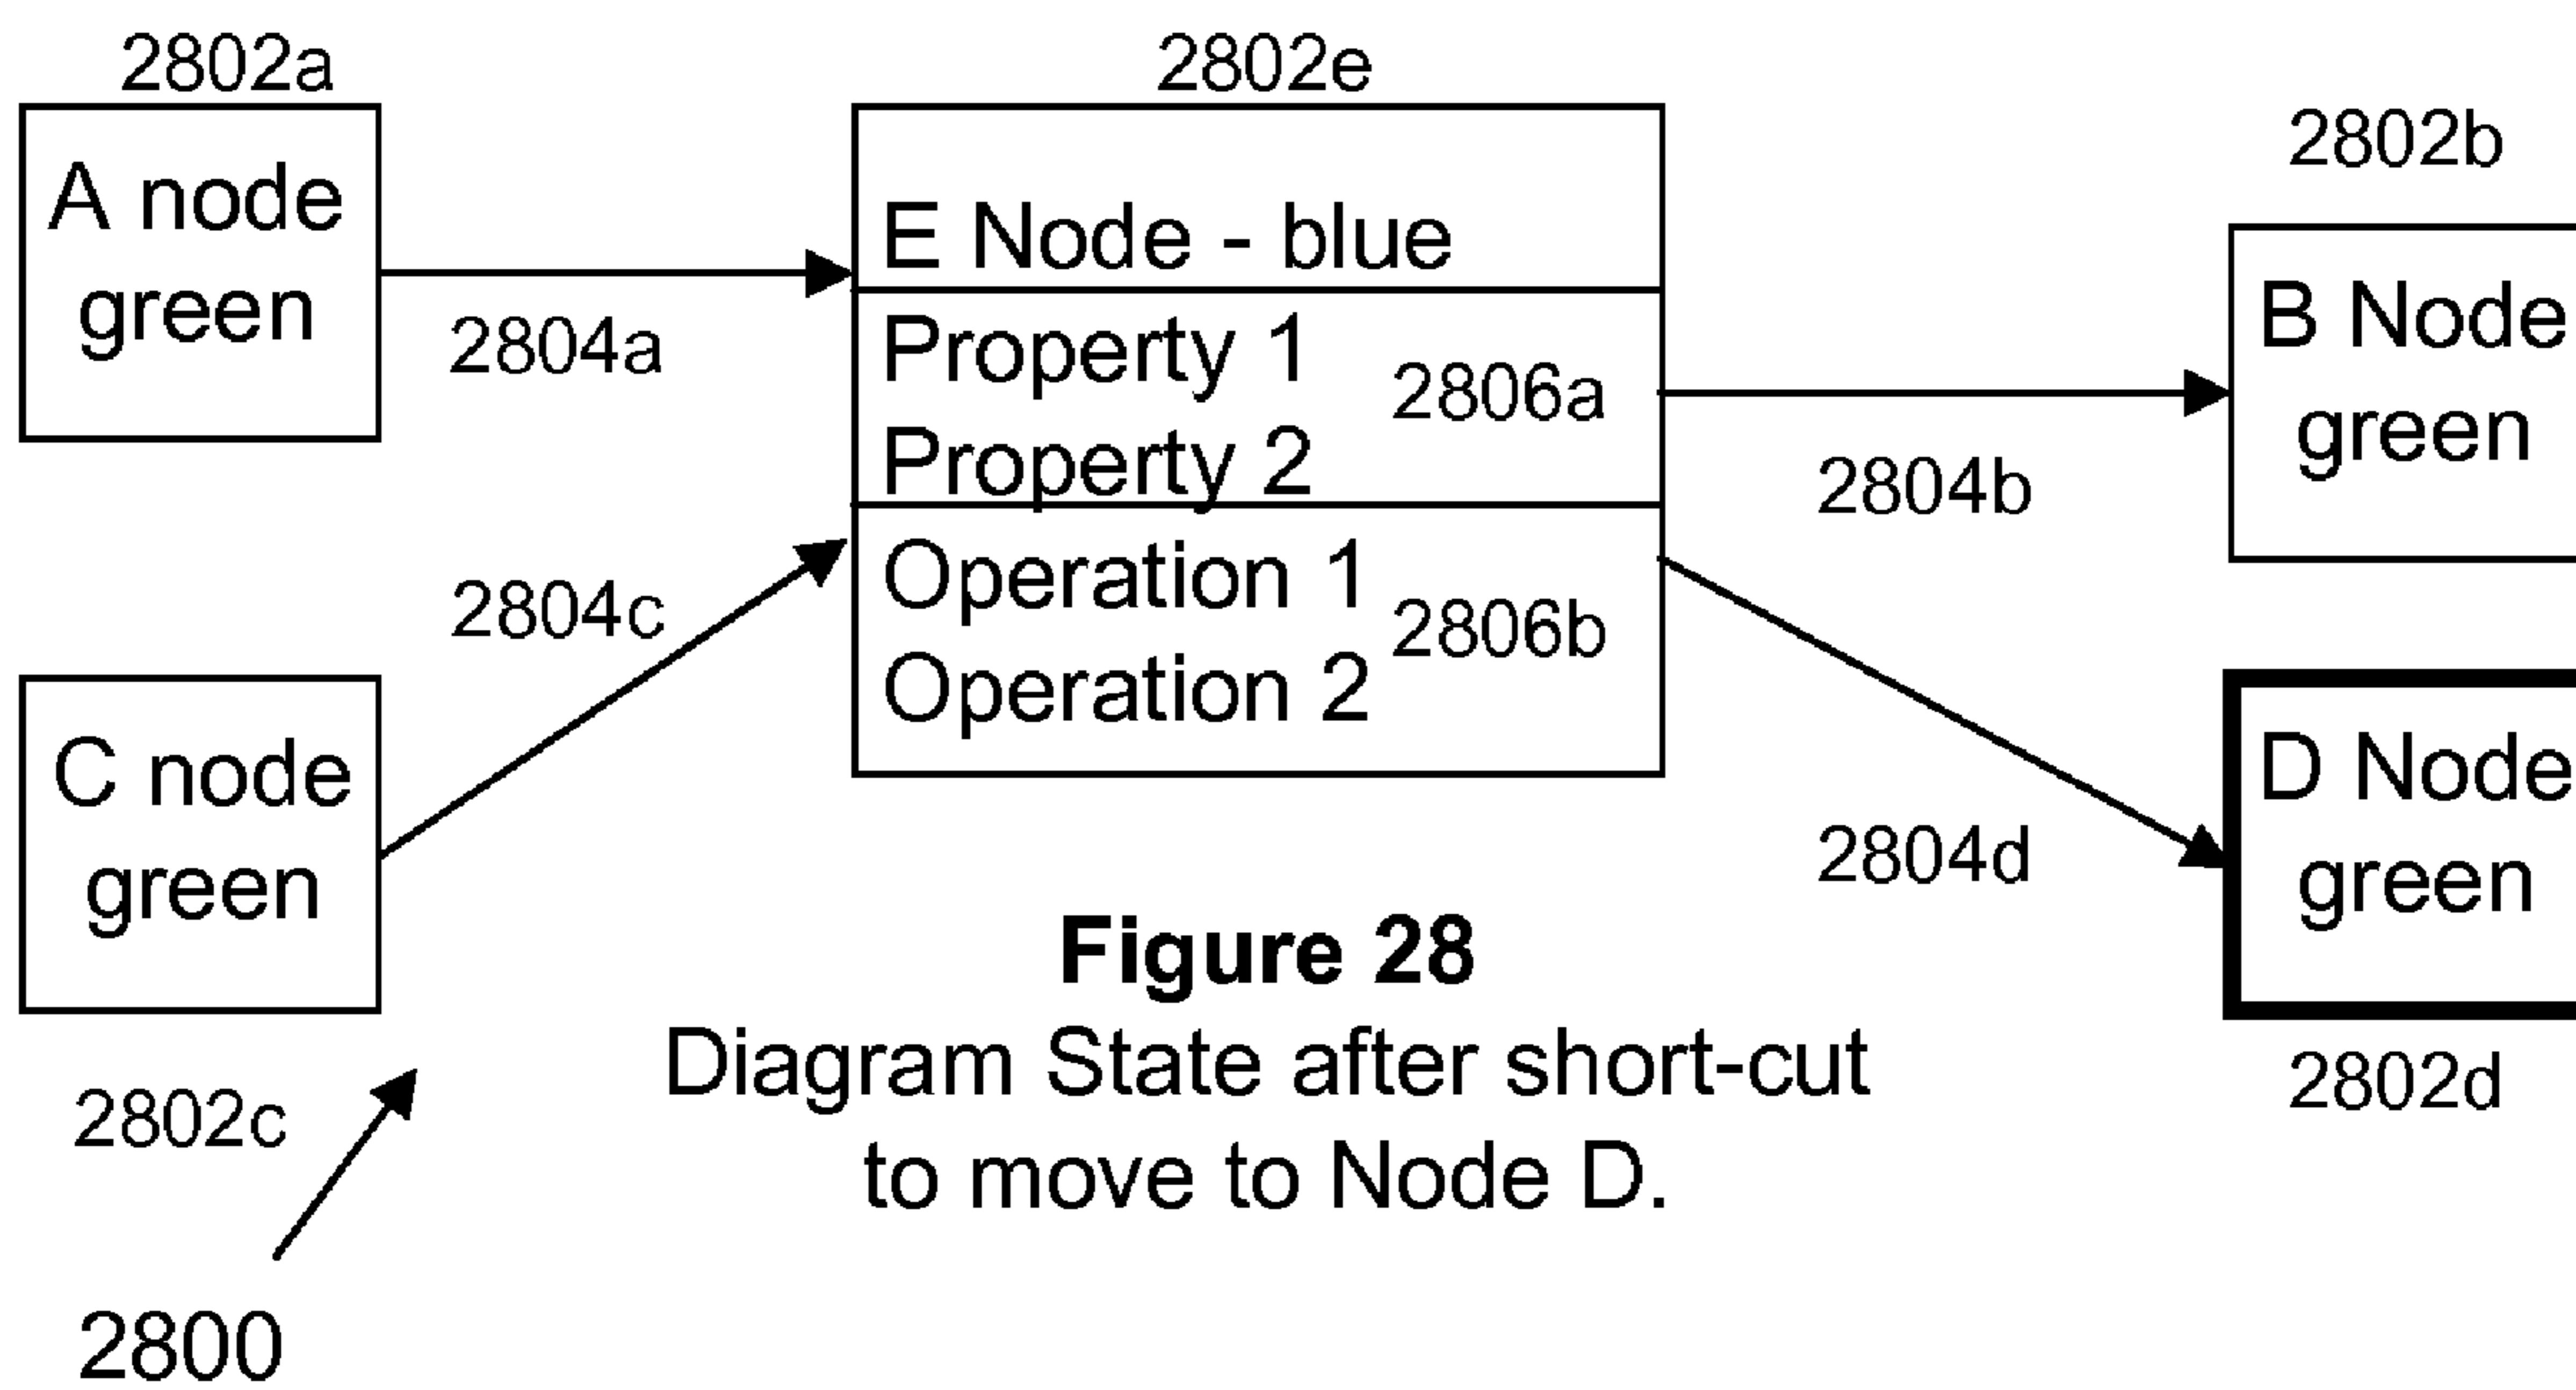 2802a
A node
green
2804a
2802e
E Node - blue
Property 1
Property 2
2806a
Operation 1
Operation 2
2806b
2802b
B Node
green
2804b
2804c
C node
green
2802c
2804d
D Node
green
2802d
Figure 28
Diagram State after short-cut
to move to Node D.
2800